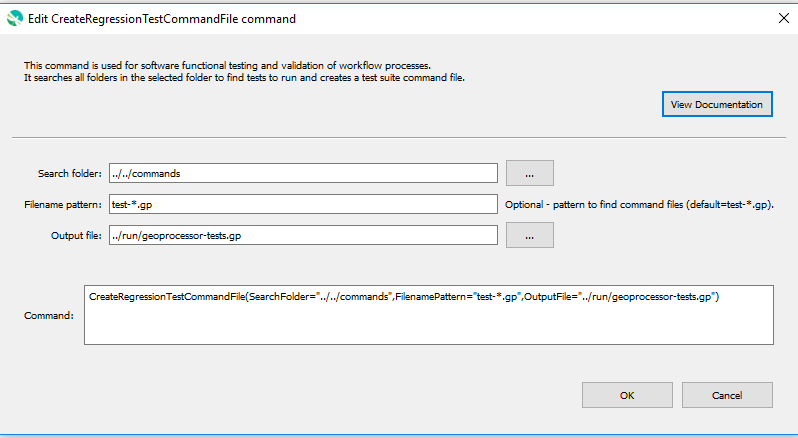 Edit CreateRegressionTestCommandFile command
This command is used for software functional testing and validation of workflow processes.
It searches all folders in the selected folder to find tests to run and creates a test suite command file.
View Documentation
Search folder: ../../commands ...
Filename pattern: test-*.gp Optional - pattern to find command files (default=test-*.gp).
Output file: ../run/geoprocessor-tests.gp ...
Command: CreateRegressionTestCommandFile(SearchFolder="../../commands",FilenamePattern="test-*.gp",OutputFile="../run/geoprocessor-tests.gp")
OK Cancel